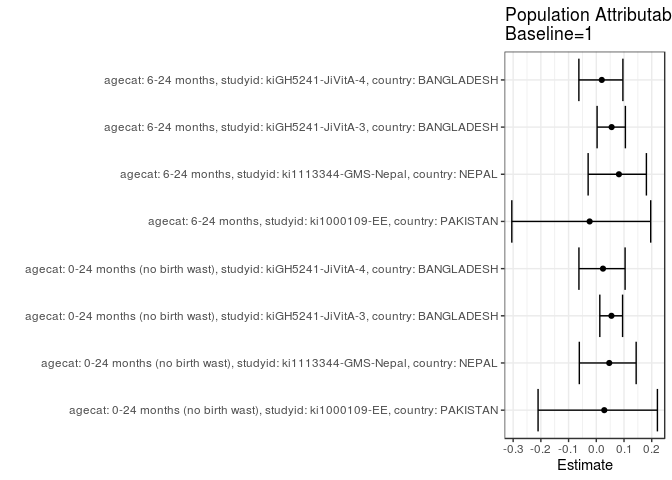 Population Attributab
Baseline=1
agecat: 6-24 months, studyid: kiGH5241-JiVitA-4, country: BANGLADESH
agecat: 6-24 months, studyid: kiGH5241-JiVitA-3, country: BANGLADESH
agecat: 6-24 months, studyid: ki1113344-GMS-Nepal, country: NEPAL
agecat: 6-24 months, studyid: ki1000109-EE, country: PAKISTAN
agecat: 0-24 months (no birth wast), studyid: kiGH5241-JiVitA-4, country: BANGLADESH
agecat: 0-24 months (no birth wast), studyid: kiGH5241-JiVitA-3, country: BANGLADESH
agecat: 0-24 months (no birth wast), studyid: ki1113344-GMS-Nepal, country: NEPAL
agecat: 0-24 months (no birth wast), studyid: ki1000109-EE, country: PAKISTAN
-0.3 -0.2 -0.1 0.0 0.1 0.2
Estimate